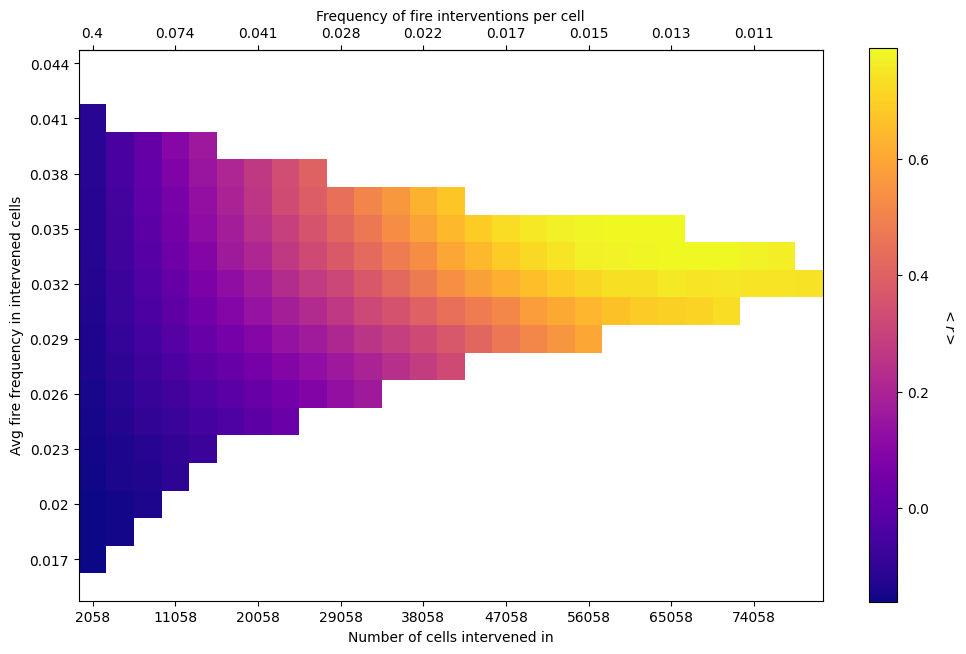 Frequency of fire interventions per cell
0.4 0.074 0.041 0.028 0.022 0.017 0.015 0.013 0.011
Avg fire frequency in intervened cells
0.044
0.041
0.038
0.035
0.032
0.029
0.026
0.023
0.02
0.017
2058 11058 20058 29058 38058 47058 56058 65058 74058
Number of cells intervened in
0.6
0.4
0.2
0.0
< r >